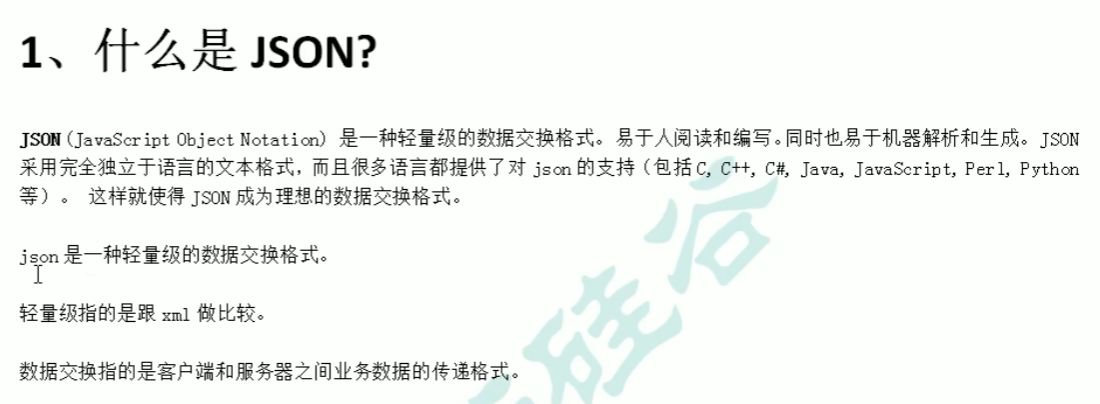 1、什么是 JSON?
JSON(JavaScript Object Notation) 是一种轻量级的数据交换格式。易于人阅读和编写。同时也易于机器解析和生成。JSON
采用完全独立于语言的文本格式，而且很多语言都提供了对 json 的支持（包括 C, C++, C#, Java, JavaScript, Perl, Python
等）。 这样就使得 JSON 成为理想的数据交换格式。
json 是一种轻量级的数据交换格式。
轻量级指的是跟 xml 做比较。
数据交换指的是客户端和服务器之间业务数据的传递格式。
硅谷